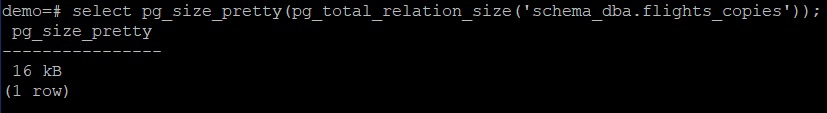 demo=# select pg_size_pretty(pg_total_relation_size('schema_dba.flights_copies'));
 pg_size_pretty
----------------
 16 kB
(1 row)